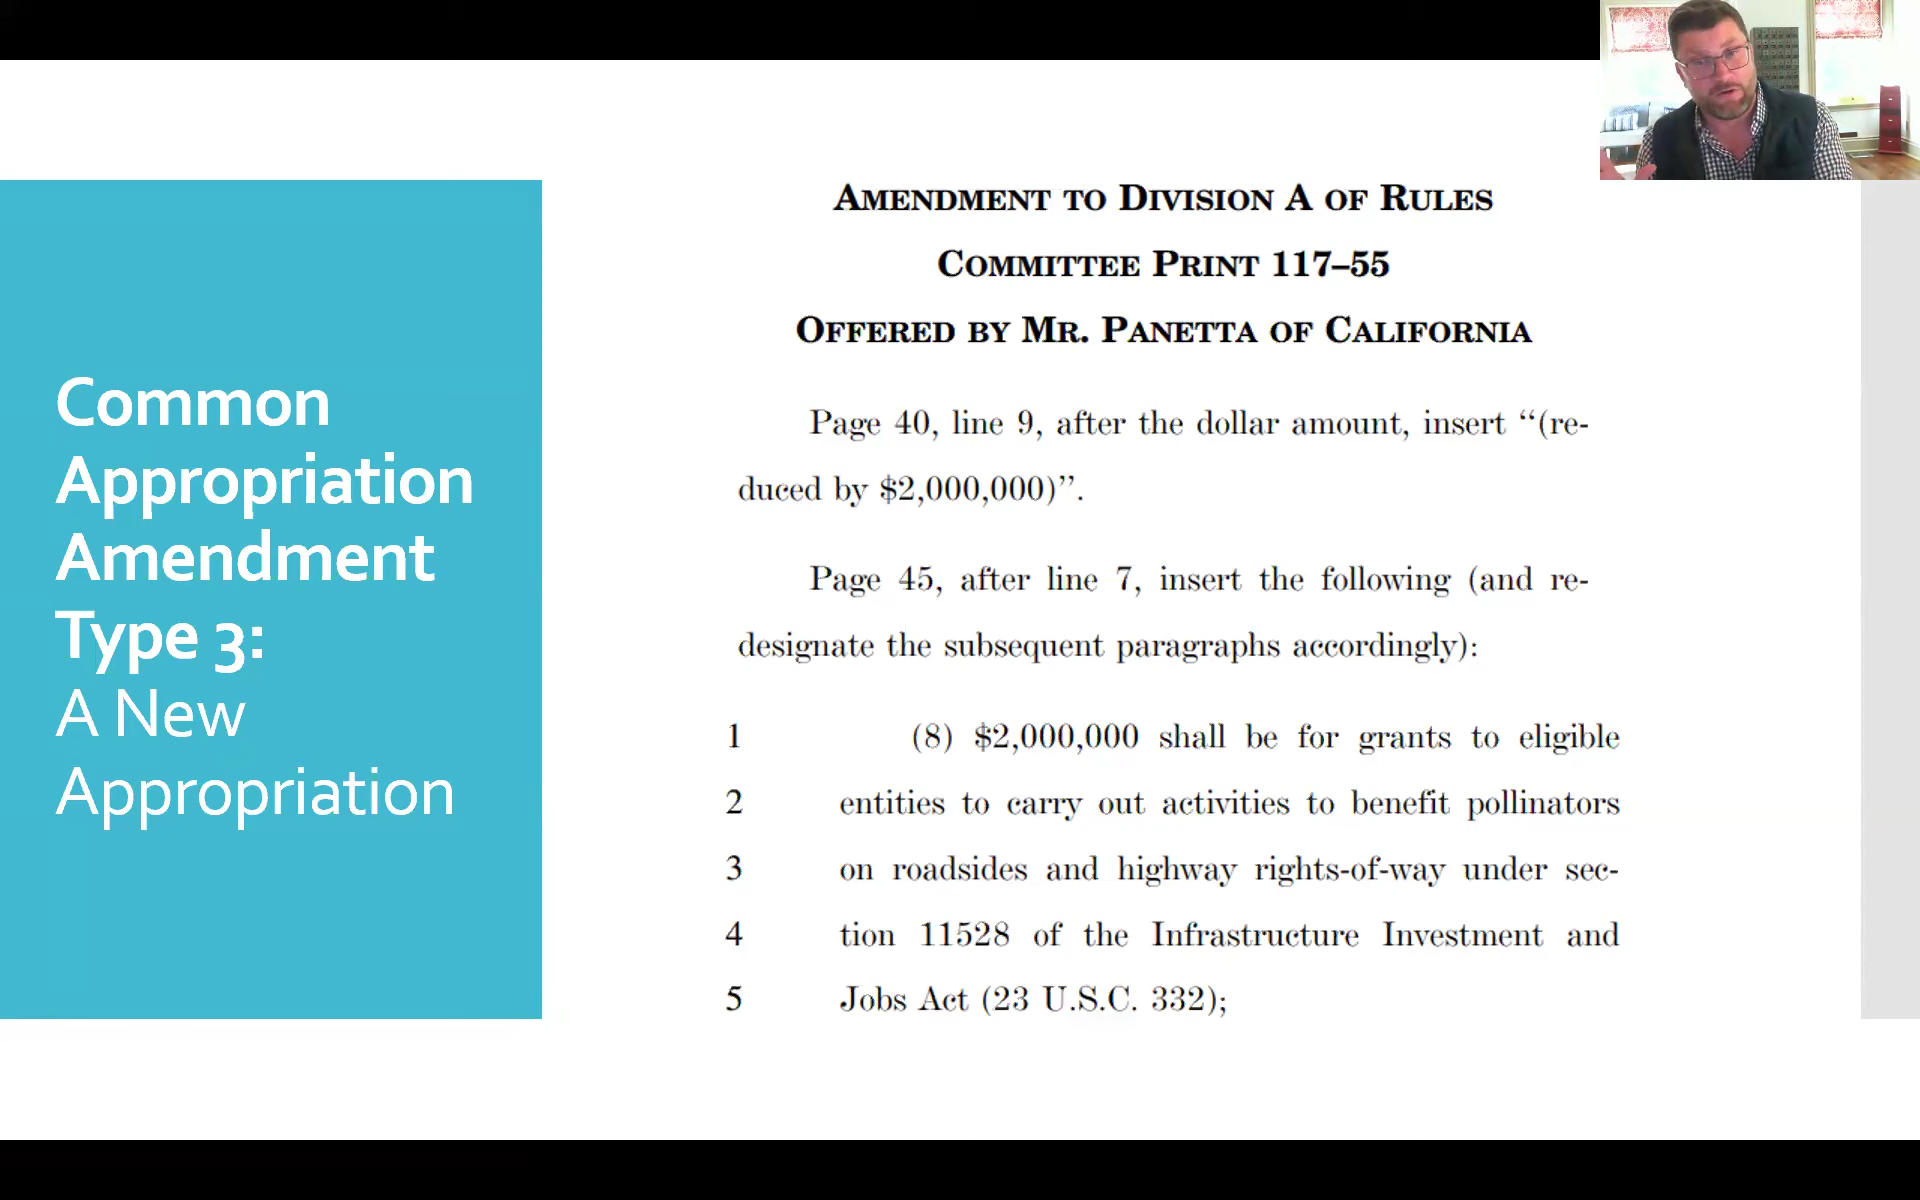 Common
Appropriation
Amendment
Type 3:
A New
Appropriation
AMENDMENT TO DIVISION A OF RULES
COMMITTEE PRINT 117–55
OFFERED BY MR. PANETTA OF CALIFORNIA
Page 40, line 9, after the dollar amount, insert ‘‘(re-
duced by $2,000,000)’’.
Page 45, after line 7, insert the following (and re-
designate the subsequent paragraphs accordingly):
1 (8) $2,000,000 shall be for grants to eligible
2 entities to carry out activities to benefit pollinators
3 on roadsides and highway rights-of-way under sec-
4 tion 11528 of the Infrastructure Investment and
5 Jobs Act (23 U.S.C. 332);